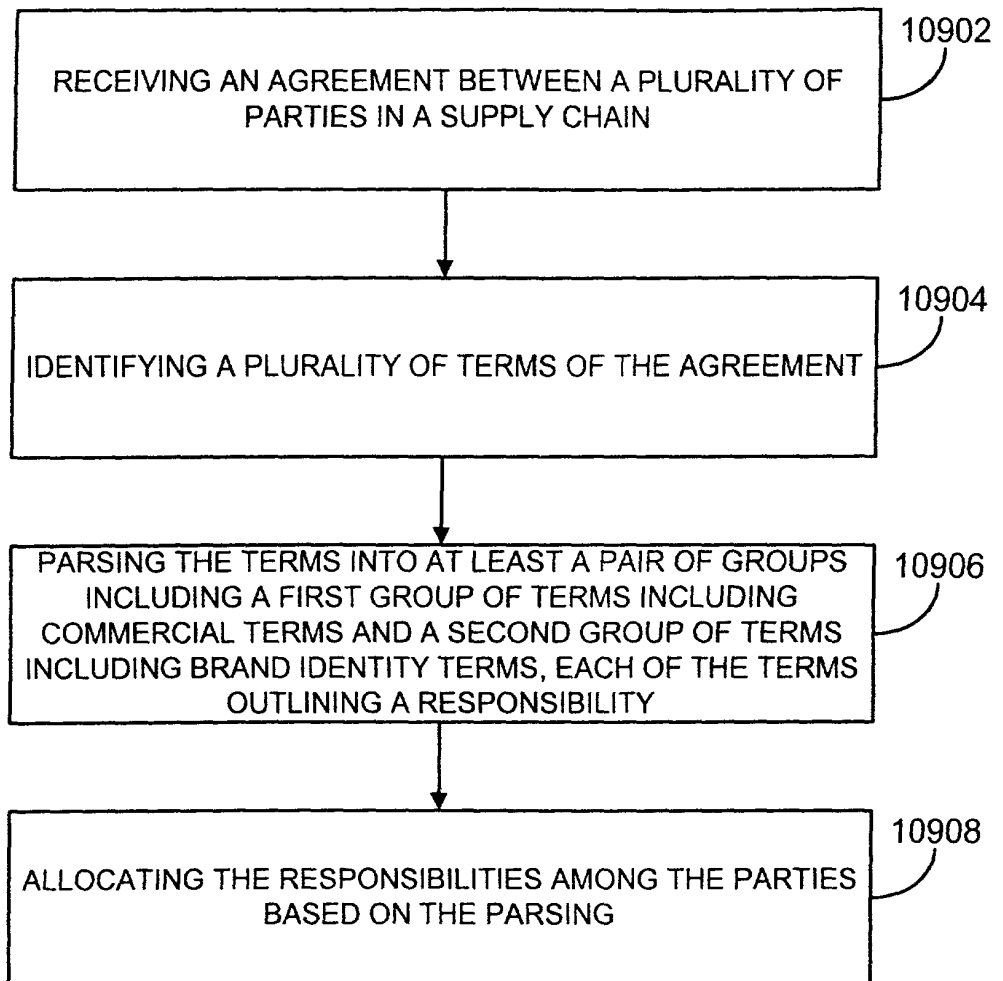 10902
RECEIVING AN AGREEMENT BETWEEN A PLURALITY OF
PARTIES IN A SUPPLY CHAIN
10904
IDENTIFYING A PLURALITY OF TERMS OF THE AGREEMENT
10906
PARSING THE TERMS INTO AT LEAST A PAIR OF GROUPS
INCLUDING A FIRST GROUP OF TERMS INCLUDING
COMMERCIAL TERMS AND A SECOND GROUP OF TERMS
INCLUDING BRAND IDENTITY TERMS, EACH OF THE TERMS
OUTLINING A RESPONSIBILITY
10908
ALLOCATING THE RESPONSIBILITIES AMONG THE PARTIES
BASED ON THE PARSING